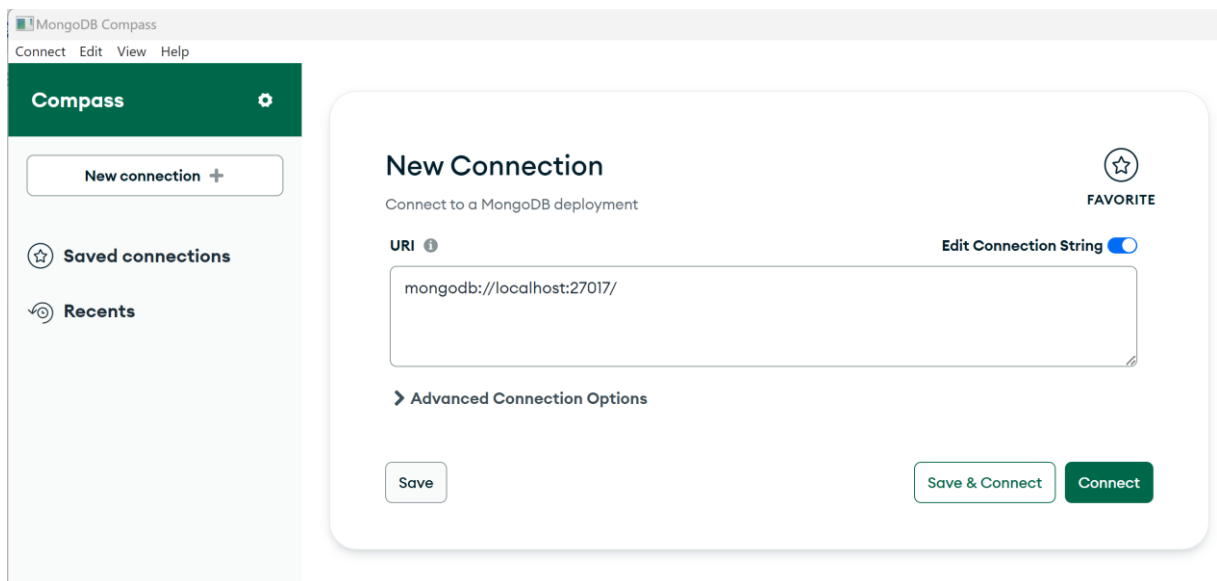 MongoDB Compass
Connect Edit View Help
Compass
New connection
Saved connections
Recents
New Connection
Connect to a MongoDB deployment
FAVORITE
URI
Edit Connection String
mongodb://localhost:27017/
Advanced Connection Options
Save
Save & Connect
Connect